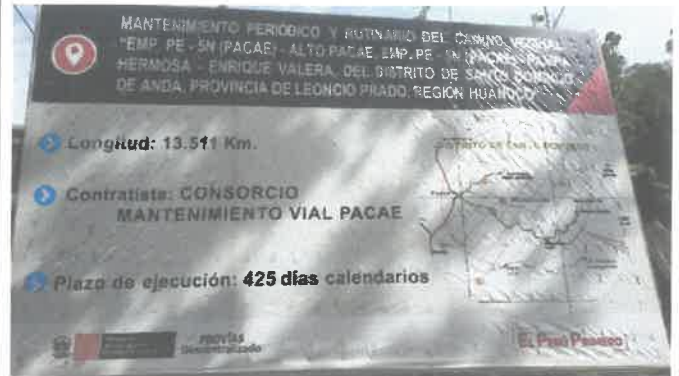 MANTENIMIENTO PERIÓDICO Y RUTINARIO DEL CAMINO VECINAL
"EMP. PE - 5N (PACAE) - ALTO PACAE, EMP. PE - 5N (PACAE) - PAMPA
HERMOSA - ENRIQUE VALERA, DEL DISTRITO DE SANTO DOMINGO
DE ANDA, PROVINCIA DE LEONCIO PRADO, REGIÓN HUÁNUCO"
Longitud: 13.511 Km.
Contratista: CONSORCIO
MANTENIMIENTO VIAL PACAE
Plazo de ejecución: 425 días calendarios
PROVIAS
Descentralizado
EL PERÚ PRIMERO